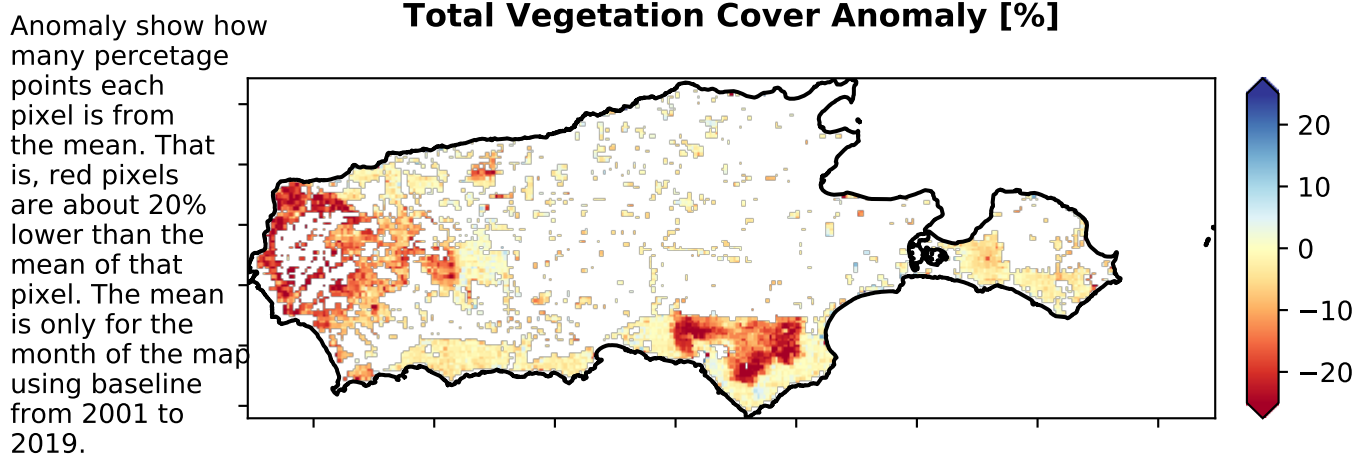 Total Vegetation Cover Anomaly [%]
Anomaly show how
many percetage
points each
pixel is from
the mean. That
is, red pixels
are about 20%
lower than the
mean of that
pixel. The mean
is only for the
month of the map
using baseline
from 2001 to
2019.
20
10
0
−10
−20